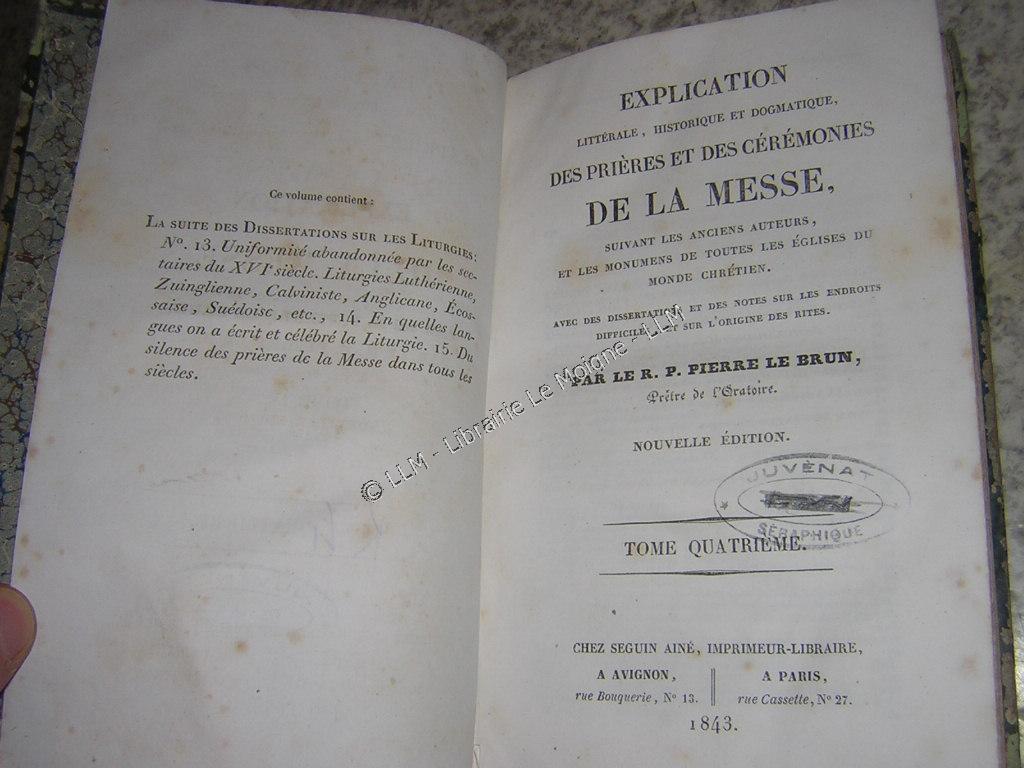 Ce volume contient :
LA SUITE DES DISSERTATIONS SUR LES LITURGIES:
Nº. 13. Uniformité abandonnée par les sec-
taires du XVIe siècle. Liturgies Luthérienne,
Zuinglienne, Calviniste, Anglicane, Écos-
saise, Suédoise, etc., 14. En quelles lan-
gues on a écrit et célébré la Liturgie. 15. Du
silence des prières de la Messe dans tous les
siècles.
EXPLICATION
LITTÉRALE, HISTORIQUE ET DOGMATIQUE,
DES PRIÈRES ET DES CÉRÉMONIES
DE LA MESSE,
SUIVANT LES ANCIENS AUTEURS,
ET LES MONUMENS DE TOUTES LES ÉGLISES DU
MONDE CHRÉTIEN.
AVEC DES DISSERTATIONS ET DES NOTES SUR LES ENDROITS
DIFFICILES ET SUR L'ORIGINE DES RITES.
PAR LE R. P. PIERRE LE BRUN,
Prêtre de l'Oratoire.
NOUVELLE ÉDITION.
JUVÈNAT
SÉRAPHIQUE
TOME QUATRIÈME.
CHEZ SEGUIN AINÉ, IMPRIMEUR-LIBRAIRE,
A AVIGNON,
rue Bouquerie, Nº 13.
A PARIS,
rue Cassette, Nº 27.
1843.
© LLM - Librairie Le Moigne - LLM